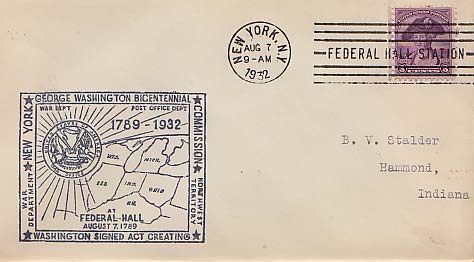 NEW YORK, N.Y.
AUG 7
9-AM
1932
FEDERAL HALL STATION
GEORGE WASHINGTON BICENTENNIAL
COMMISSION
NEW YORK
WAR DEPT
POST OFFICE DEPT
1789-1932
WIS.
MICH.
ILL
IND.
OHIO
AT
FEDERAL-HALL
AUGUST 7, 1789
WAR DEPARTMENT
NORTHWEST TERRITORY
WASHINGTON SIGNED ACT CREATING
B. V. Stalder
Hammond,
Indiana